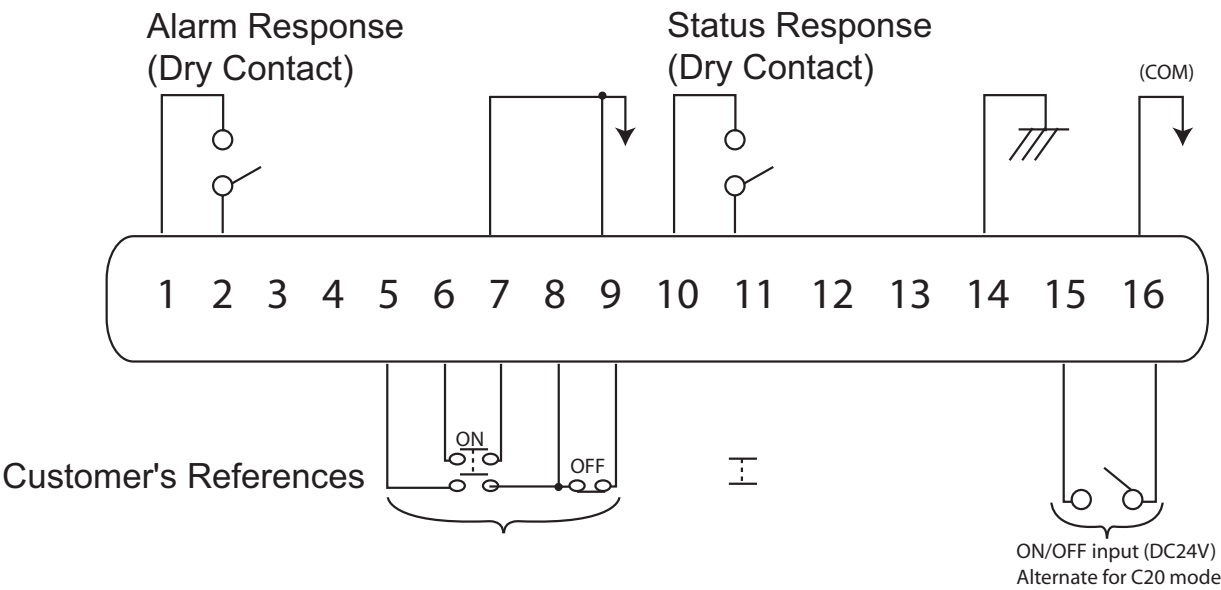 Alarm Response
(Dry Contact)
Status Response
(Dry Contact)
(COM)
1 2 3 4 5 6 7 8 9 10 11 12 13 14 15 16
ON
OFF
Customer's References
ON/OFF input (DC24V)
Alternate for C20 mode